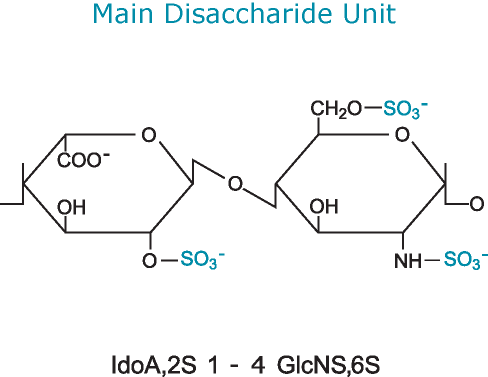 Main Disaccharide Unit
CH₂O—SO₃⁻
O O
COO⁻
O
OH OH O
O—SO₃⁻ NH—SO₃⁻
IdoA,2S 1 - 4 GlcNS,6S